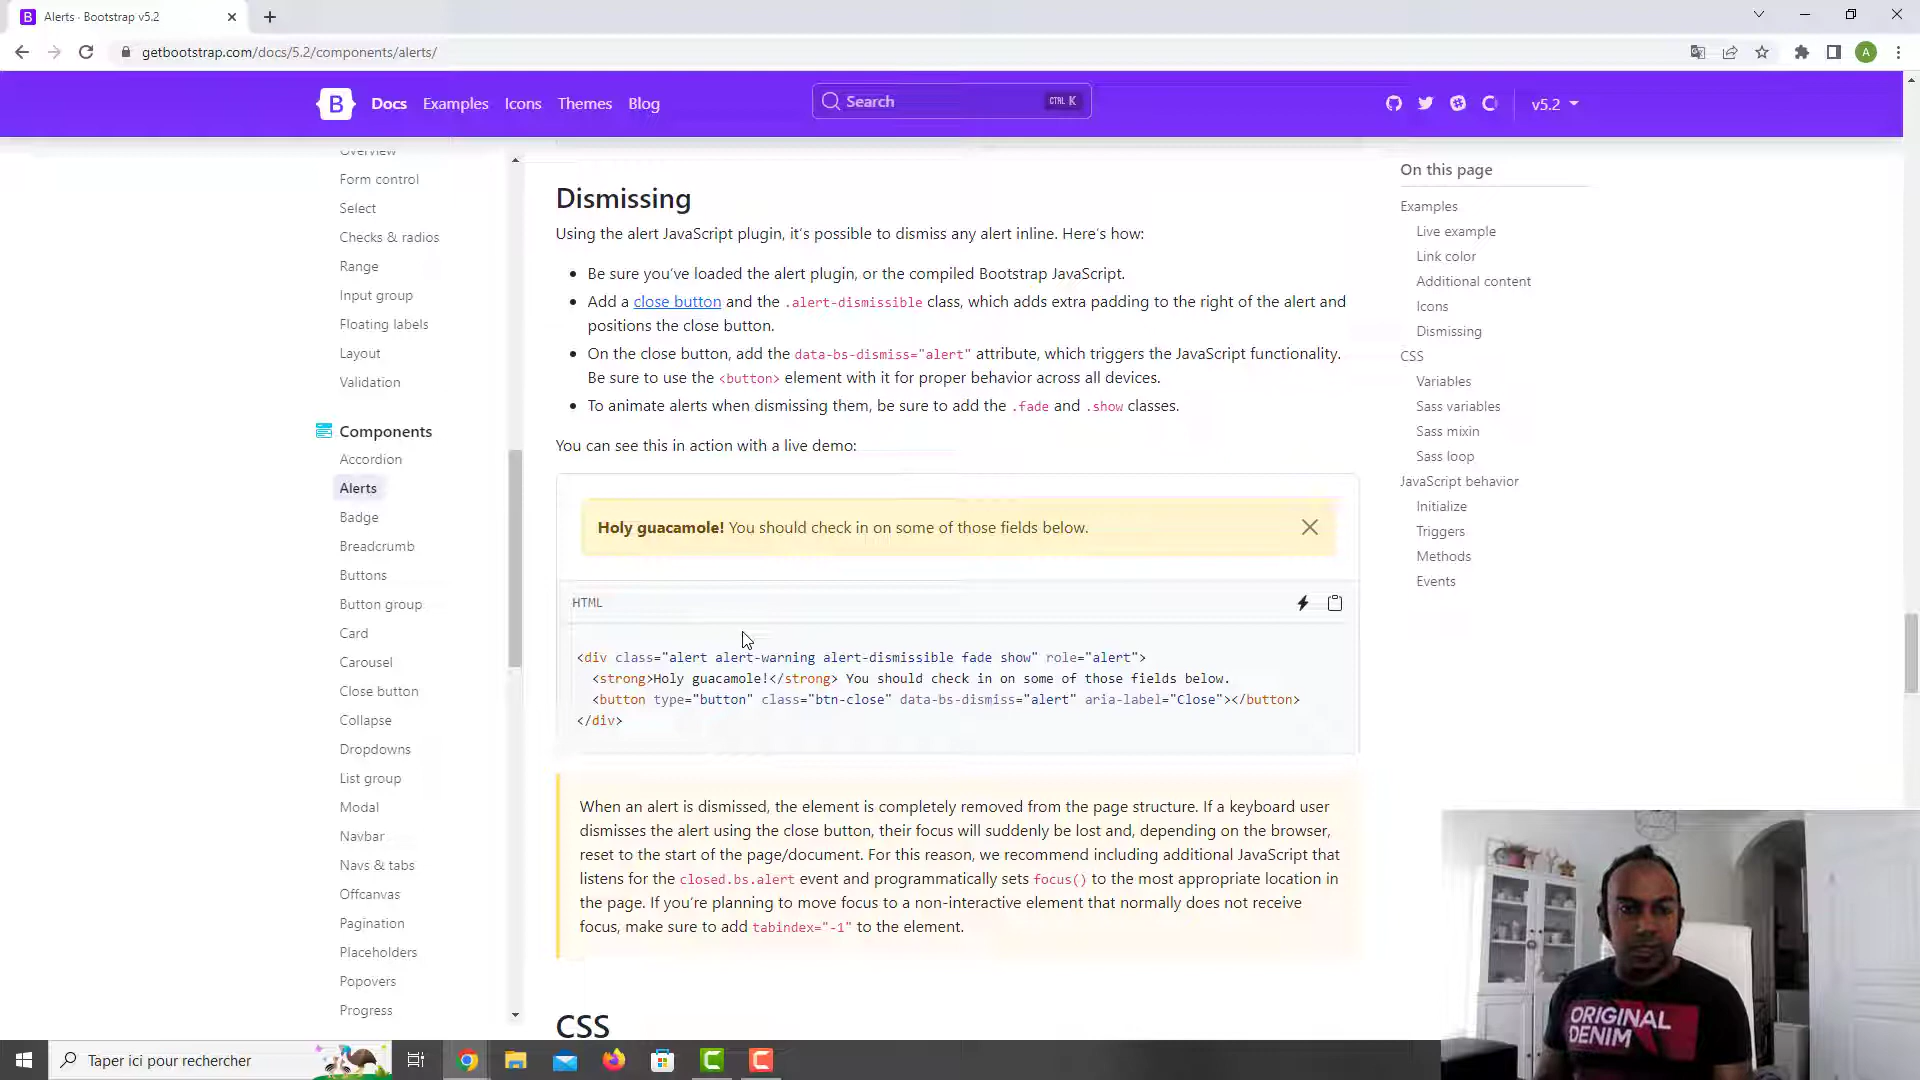 Alerts · Bootstrap v5.2
getbootstrap.com/docs/5.2/components/alerts/
A
B
Docs
Examples
Icons
Themes
Blog
Search
CTRL K
v5.2
Overview
Form control
Select
Checks & radios
Range
Input group
Floating labels
Layout
Validation
Components
Accordion
Alerts
Badge
Breadcrumb
Buttons
Button group
Card
Carousel
Close button
Collapse
Dropdowns
List group
Modal
Navbar
Navs & tabs
Offcanvas
Pagination
Placeholders
Popovers
Progress
Dismissing
Using the alert JavaScript plugin, it's possible to dismiss any alert inline. Here's how:
• Be sure you've loaded the alert plugin, or the compiled Bootstrap JavaScript.
• Add a close button and the .alert-dismissible class, which adds extra padding to the right of the alert and
positions the close button.
• On the close button, add the data-bs-dismiss="alert" attribute, which triggers the JavaScript functionality.
Be sure to use the <button> element with it for proper behavior across all devices.
• To animate alerts when dismissing them, be sure to add the .fade and .show classes.
You can see this in action with a live demo:
Holy guacamole! You should check in on some of those fields below.
HTML
<div class="alert alert-warning alert-dismissible fade show" role="alert">
<strong>Holy guacamole!</strong> You should check in on some of those fields below.
<button type="button" class="btn-close" data-bs-dismiss="alert" aria-label="Close"></button>
</div>
When an alert is dismissed, the element is completely removed from the page structure. If a keyboard user
dismisses the alert using the close button, their focus will suddenly be lost and, depending on the browser,
reset to the start of the page/document. For this reason, we recommend including additional JavaScript that
listens for the closed.bs.alert event and programmatically sets focus() to the most appropriate location in
the page. If you're planning to move focus to a non-interactive element that normally does not receive
focus, make sure to add tabindex="-1" to the element.
CSS
On this page
Examples
Live example
Link color
Additional content
Icons
Dismissing
CSS
Variables
Sass variables
Sass mixin
Sass loop
JavaScript behavior
Initialize
Triggers
Methods
Events
ORIGINAL
DENIM
Taper ici pour rechercher